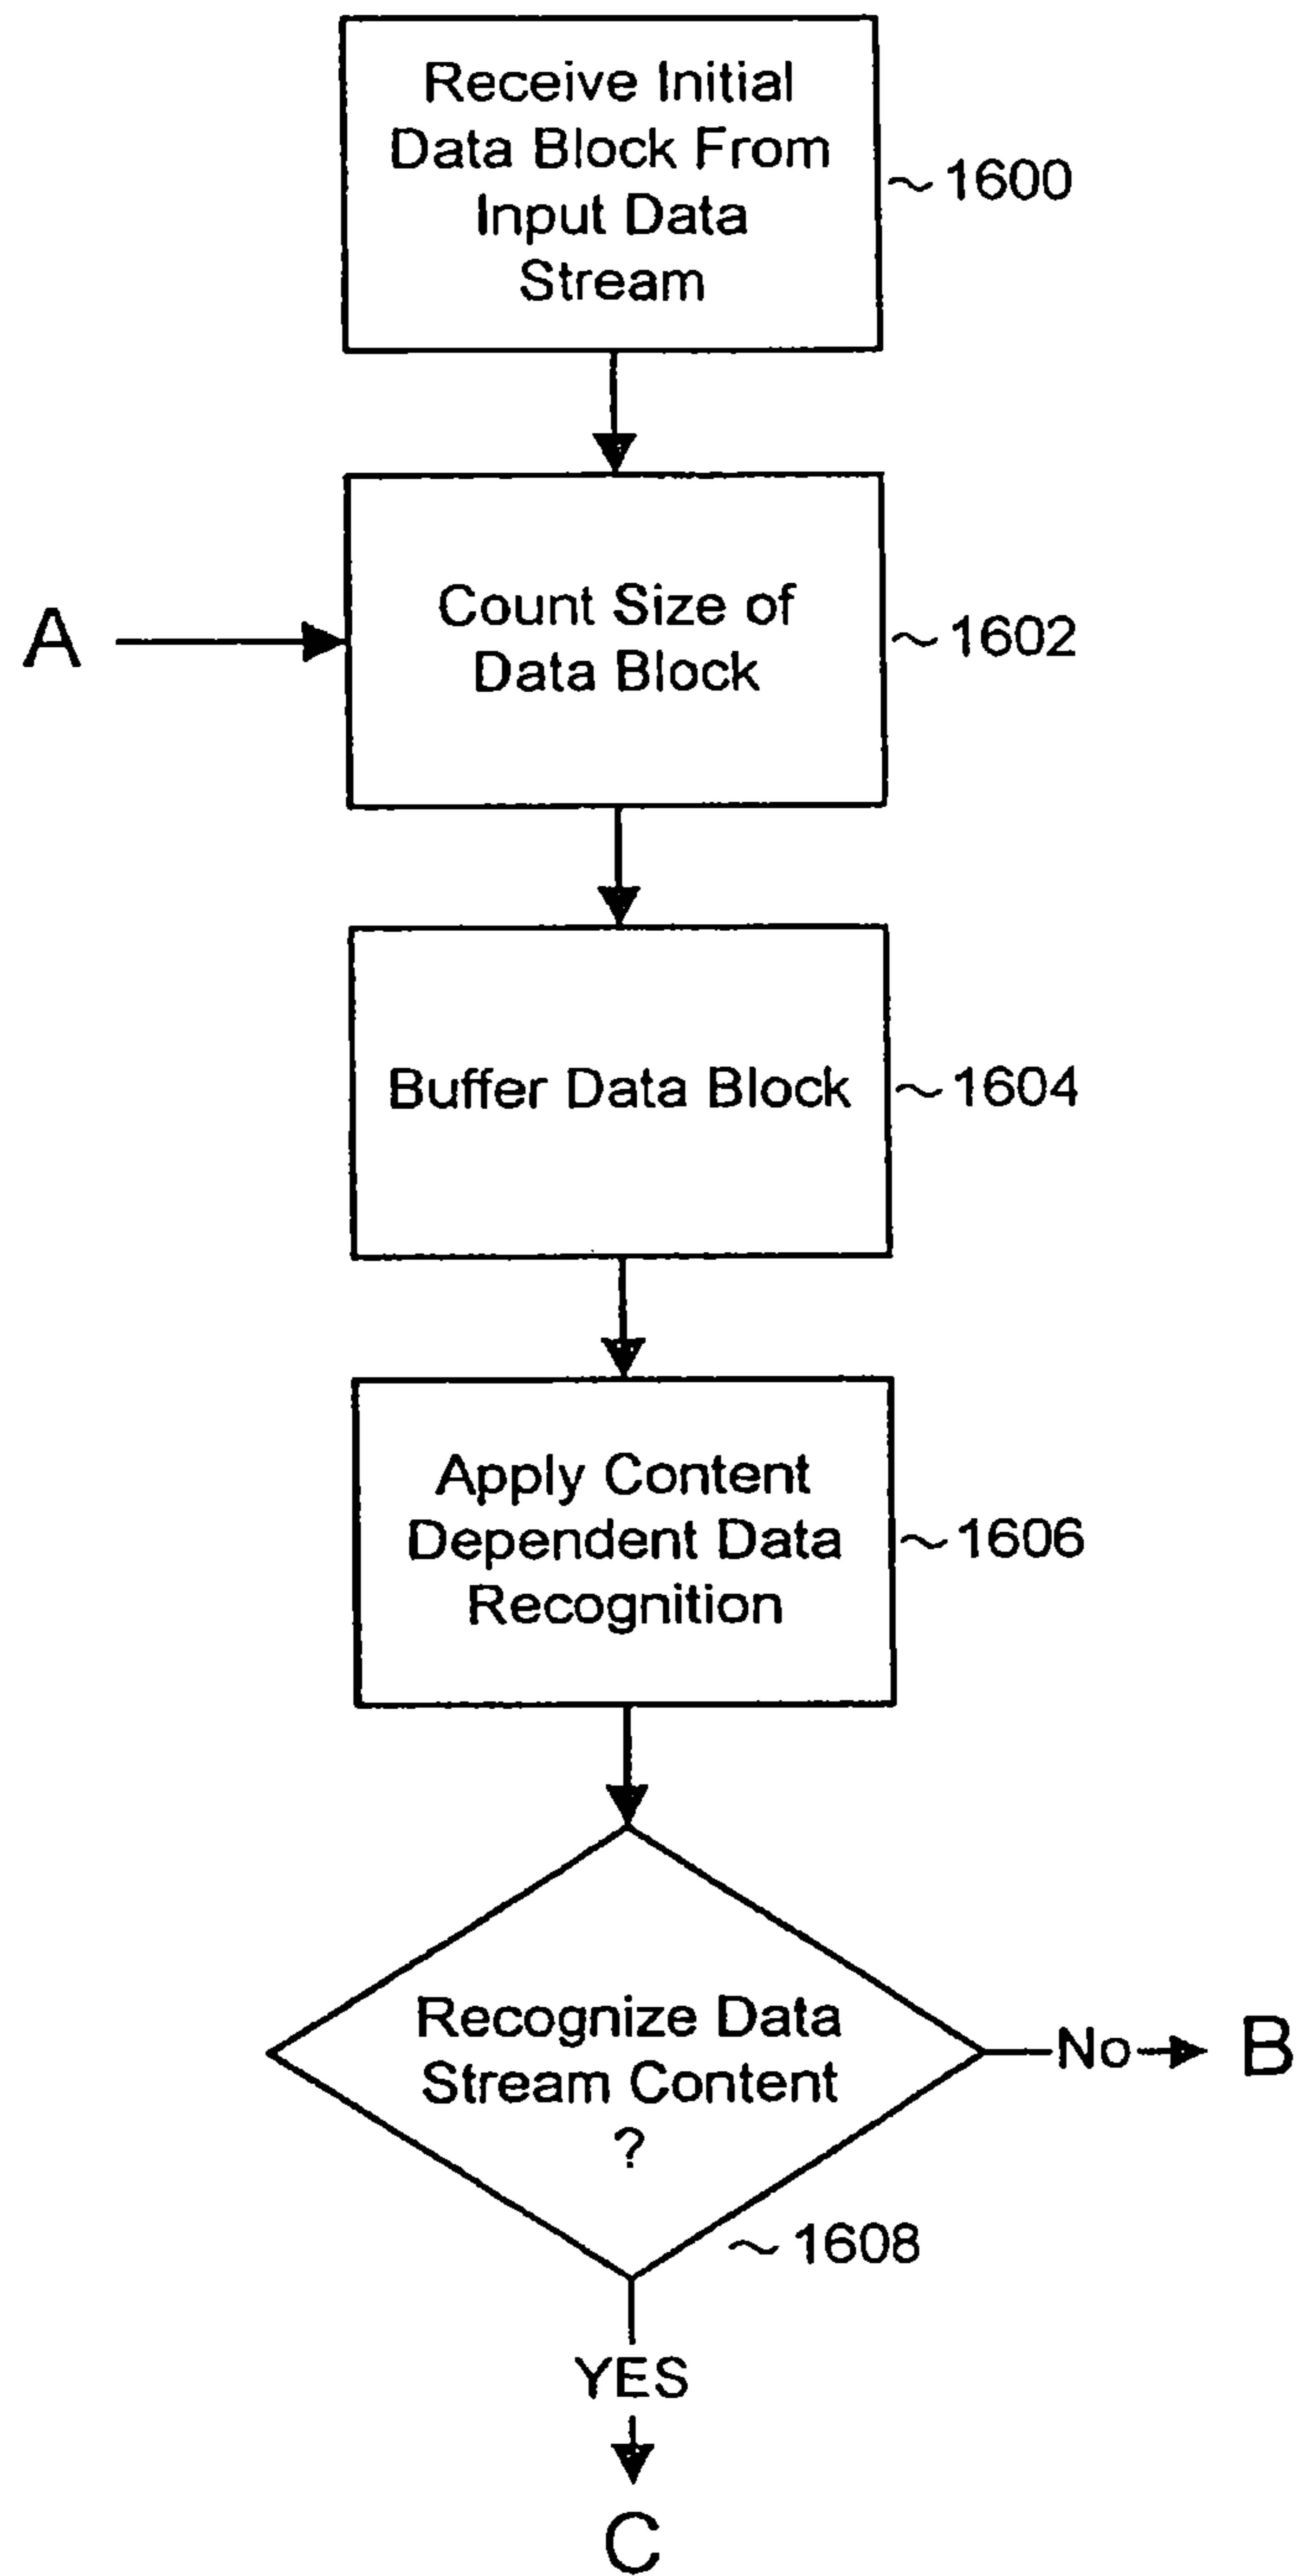 Receive Initial
Data Block From
Input Data
Stream
~1600
A
Count Size of
Data Block
~1602
Buffer Data Block
~1604
Apply Content
Dependent Data
Recognition
~1606
Recognize Data
Stream Content
?
No
B
~1608
YES
C